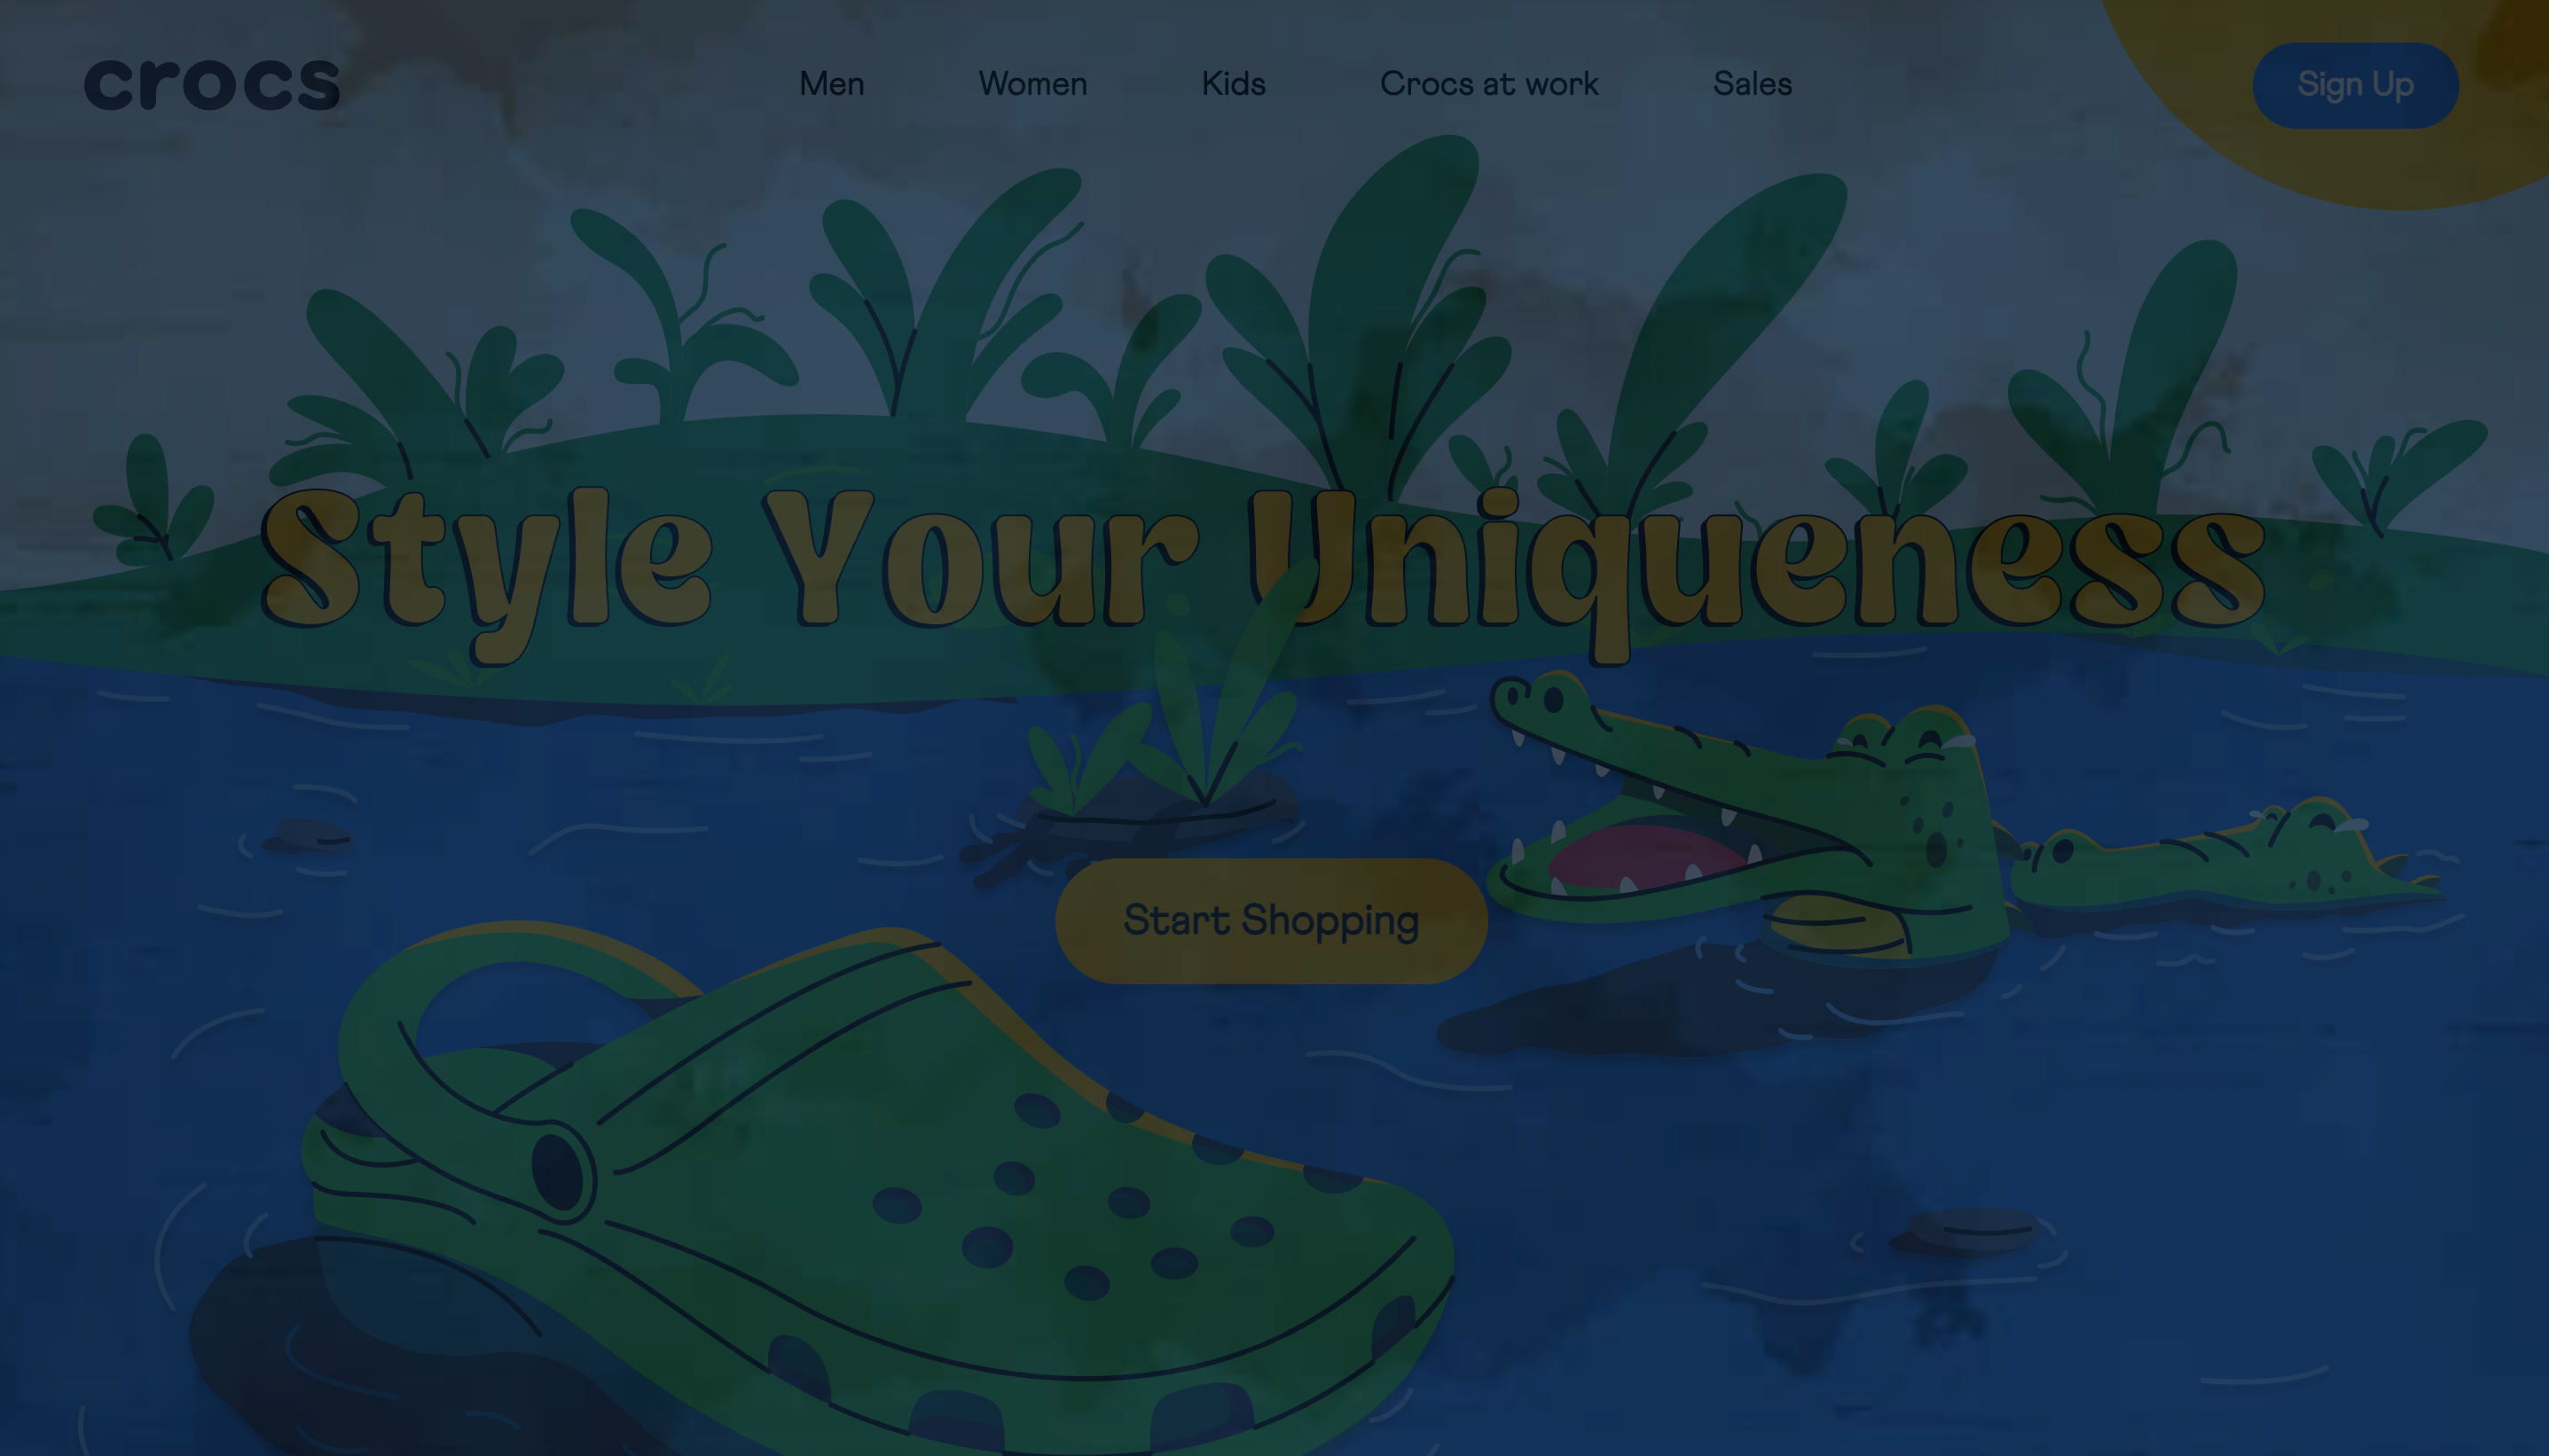 crocs
Men
Women
Kids
Crocs at work
Sales
Sign Up
Style Your Uniqueness
Start Shopping